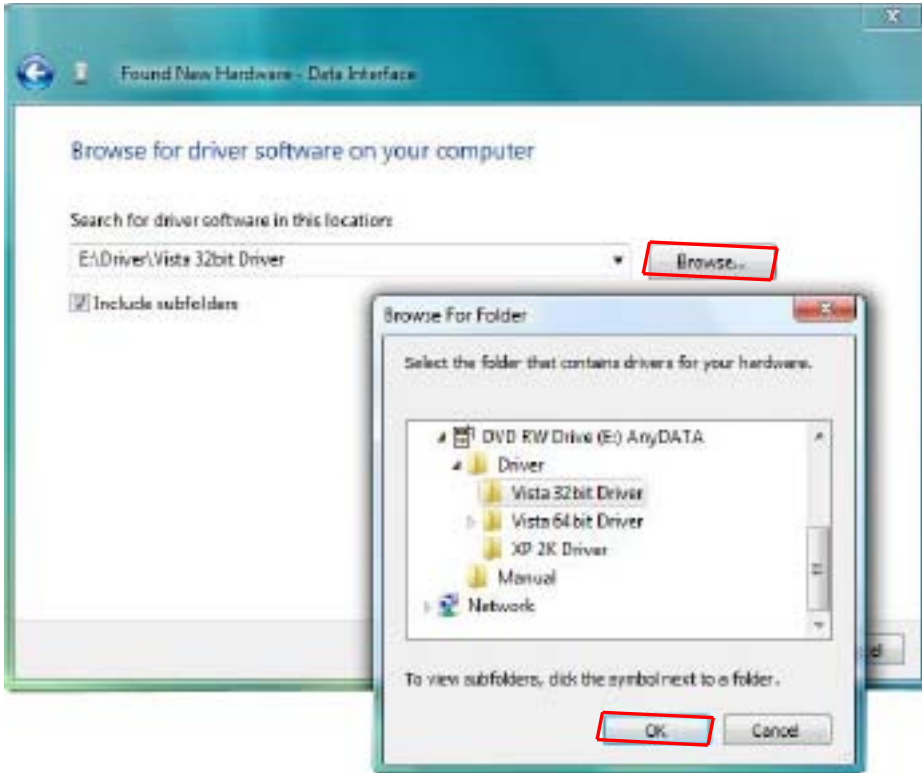 Found New Hardware - Data Interface
Browse for driver software on your computer
Search for driver software in this location:
E:\Driver\Vista 32bit Driver
Browse...
Include subfolders
Browse For Folder
Select the folder that contains drivers for your hardware.
DVD RW Drive (E:) AnyDATA
Driver
Vista 32bit Driver
Vista 64bit Driver
XP 2K Driver
Manual
Network
To view subfolders, click the symbol next to a folder.
OK
Cancel